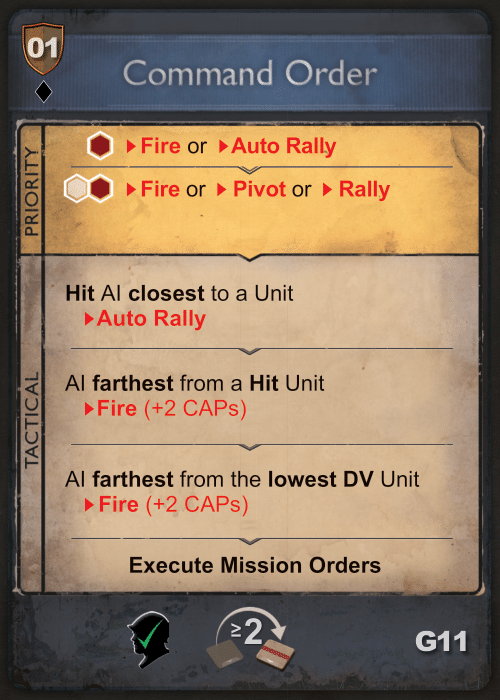 01
Command Order
PRIORITY
Fire or Auto Rally
Fire or Pivot or Rally
TACTICAL
Hit AI closest to a Unit
Auto Rally
AI farthest from a Hit Unit
Fire (+2 CAPs)
AI farthest from the lowest DV Unit
Fire (+2 CAPs)
Execute Mission Orders
≥2
G11